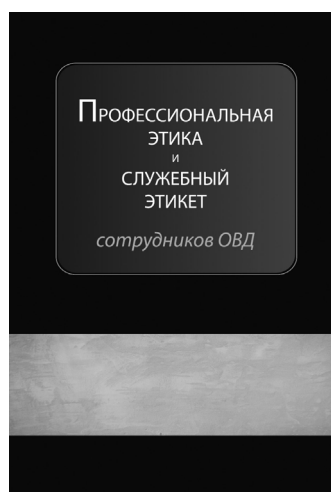 ПРОФЕССИОНАЛЬНАЯ
ЭТИКА
И
СЛУЖЕБНЫЙ
ЭТИКЕТ
сотрудников ОВД